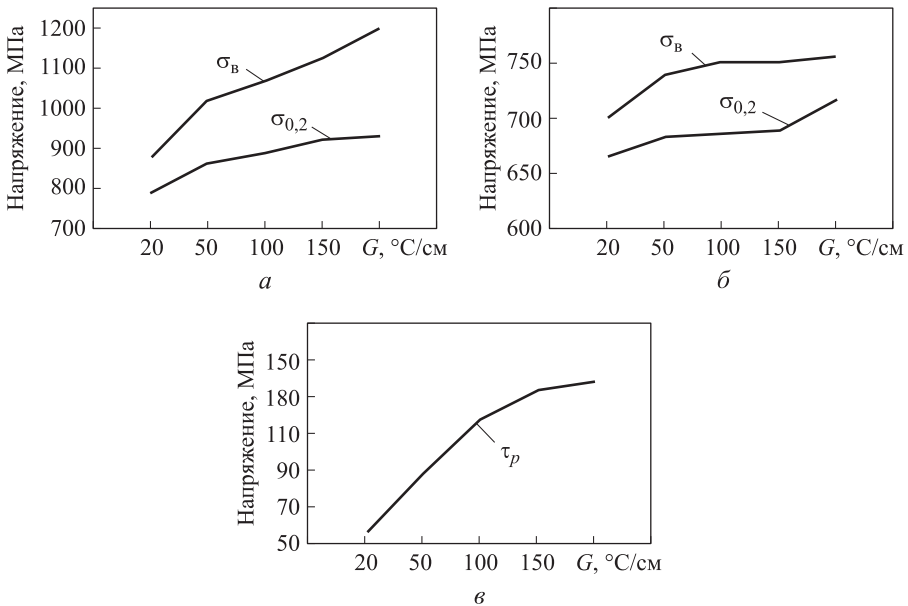 Напряжение, МПа
1200
1100
1000
900
800
700
σв
σ0,2
20 50 100 150 G, °С/см
а
Напряжение, МПа
750
700
650
600
σв
σ0,2
20 50 100 150 G, °С/см
б
Напряжение, МПа
150
180
110
90
70
50
τp
20 50 100 150 G, °С/см
в